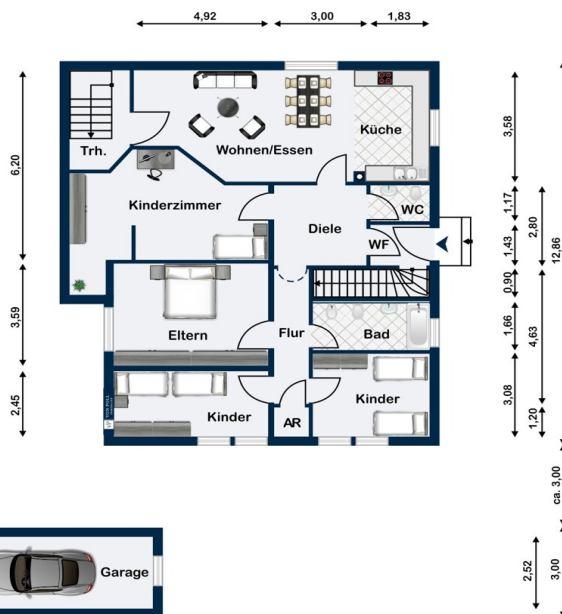 4,92 3,00 1,83
Trh.
Wohnen/Essen
Küche
Kinderzimmer
Diele
WC
WF
Eltern
Flur
Bad
Kinder
AR
Kinder
6,20
3,59
2,45
3,58
1,17
1,43
0,90
1,66
3,08
2,80
4,63
1,20
12,86
ca. 3,00
Garage
2,52
3,00